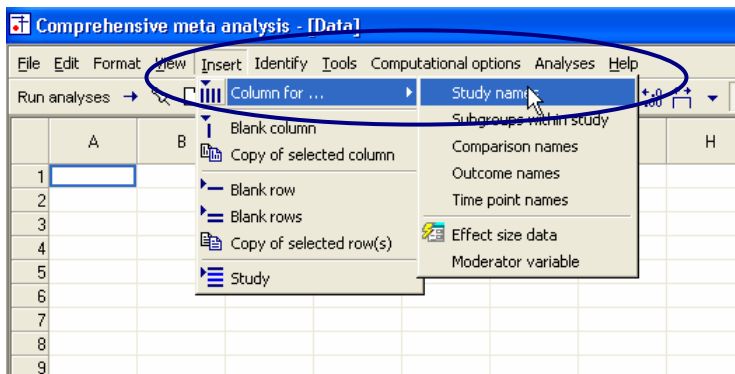 Comprehensive meta analysis - [Data]
File Edit Format View Insert Identify Tools Computational options Analyses Help
Run analyses
Column for ...
Study names
Blank column
Subgroups within study
Copy of selected column
Comparison names
Outcome names
Blank row
Time point names
Blank rows
Copy of selected row(s)
Effect size data
Moderator variable
Study
A B H
1
2
3
4
5
6
7
8
9